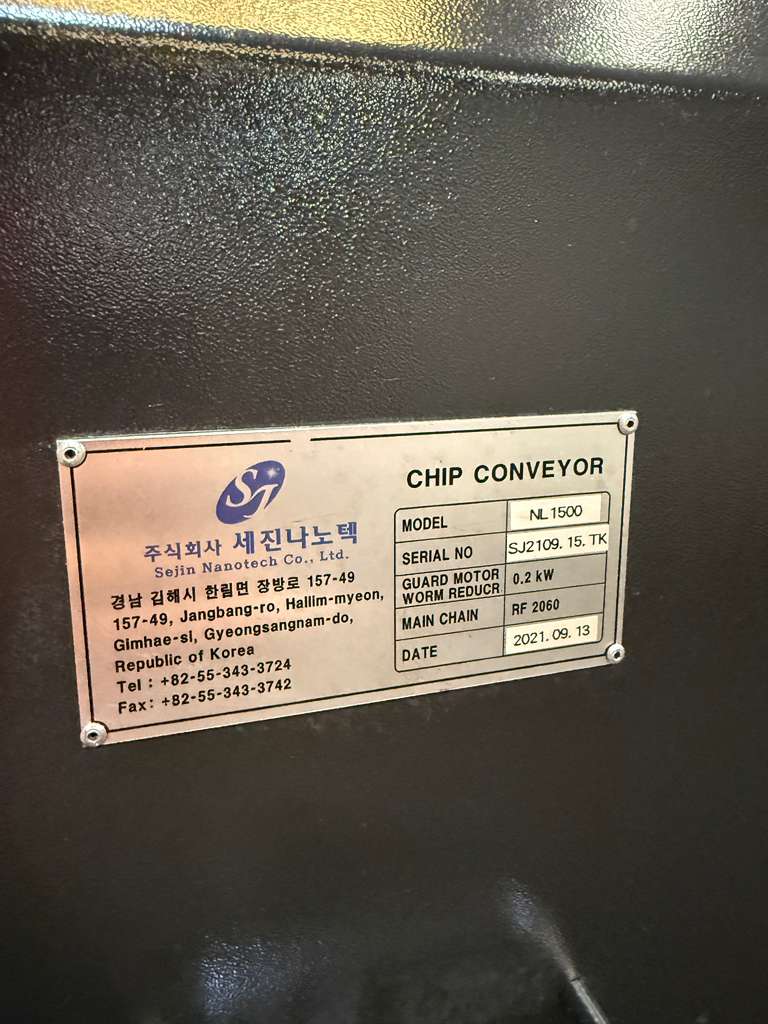 SJ
주식회사 세진나노텍
Sejin Nanotech Co., Ltd.
경남 김해시 한림면 장방로 157-49
157-49, Jangbang-ro, Hallim-myeon,
Gimhae-si, Gyeongsangnam-do,
Republic of Korea
Tel : +82-55-343-3724
Fax: +82-55-343-3742
CHIP CONVEYOR
MODEL NL1500
SERIAL NO SJ2109.15.TK
GUARD MOTOR
WORM REDUCR 0.2 kW
MAIN CHAIN RF 2060
DATE 2021.09.13